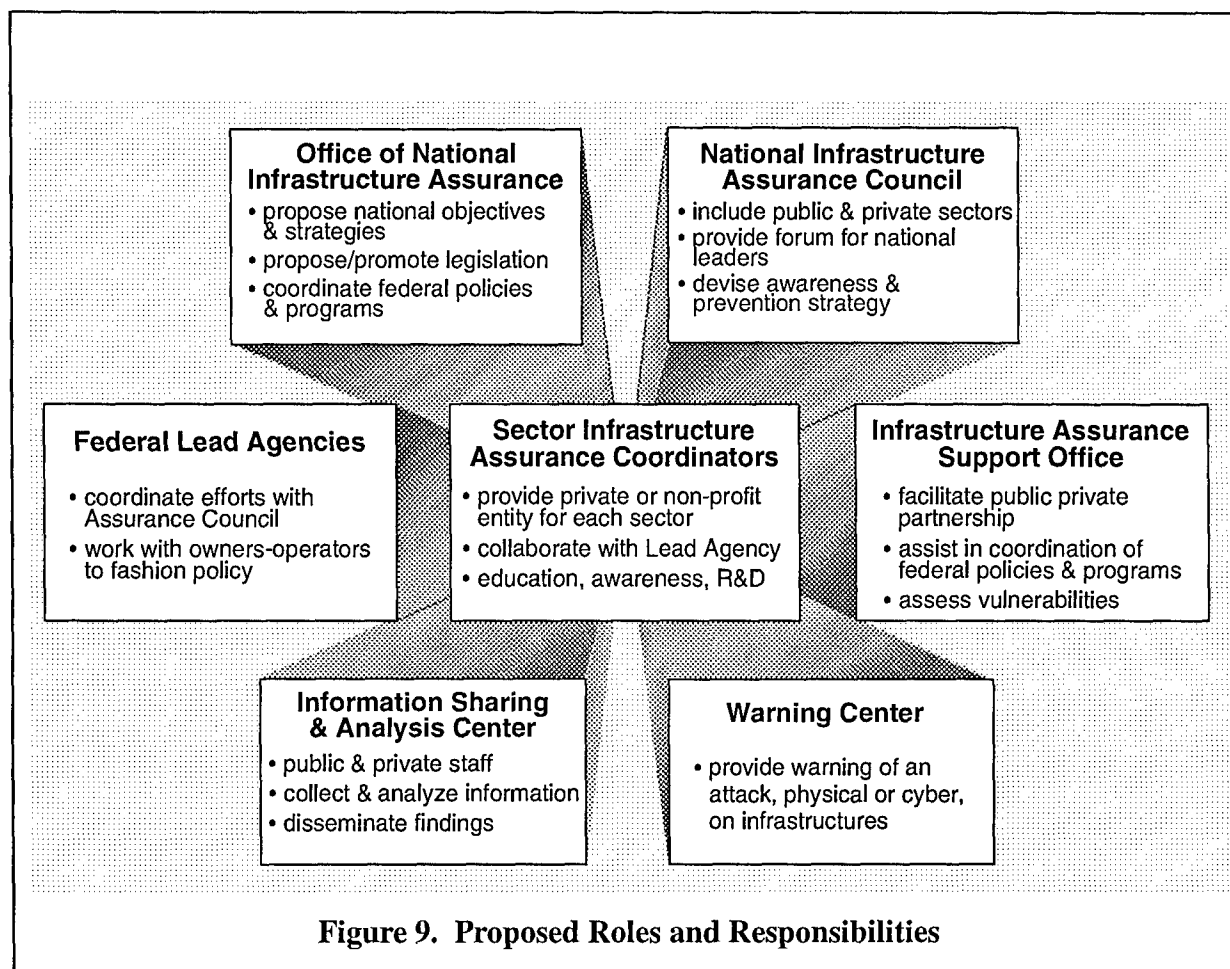 Office of National
Infrastructure Assurance
• propose national objectives
& strategies
• propose/promote legislation
• coordinate federal policies
& programs
National Infrastructure
Assurance Council
• include public & private sectors
• provide forum for national
leaders
• devise awareness &
prevention strategy
Federal Lead Agencies
• coordinate efforts with
Assurance Council
• work with owners-operators
to fashion policy
Sector Infrastructure
Assurance Coordinators
• provide private or non-profit
entity for each sector
• collaborate with Lead Agency
• education, awareness, R&D
Infrastructure Assurance
Support Office
• facilitate public private
partnership
• assist in coordination of
federal policies & programs
• assess vulnerabilities
Information Sharing
& Analysis Center
• public & private staff
• collect & analyze information
• disseminate findings
Warning Center
• provide warning of an
attack, physical or cyber,
on infrastructures
Figure 9. Proposed Roles and Responsibilities